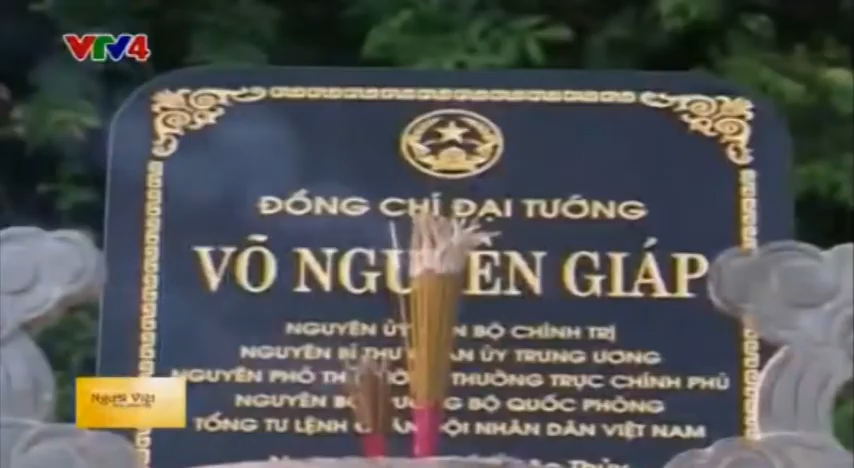 VTV4
ĐỒNG CHÍ ĐẠI TƯỚNG
VÕ NGUYÊN GIÁP
NGUYÊN ỦY BỘ CHÍNH TRỊ
NGUYÊN BÍ THƯ ỦY TRUNG ƯƠNG
NGUYÊN PHÓ THƯỜNG TRỰC CHÍNH PHỦ
NGUYÊN BỘ QUỐC PHÒNG
TỔNG TƯ LỆNH NHÂN DÂN VIỆT NAM
Người Việt